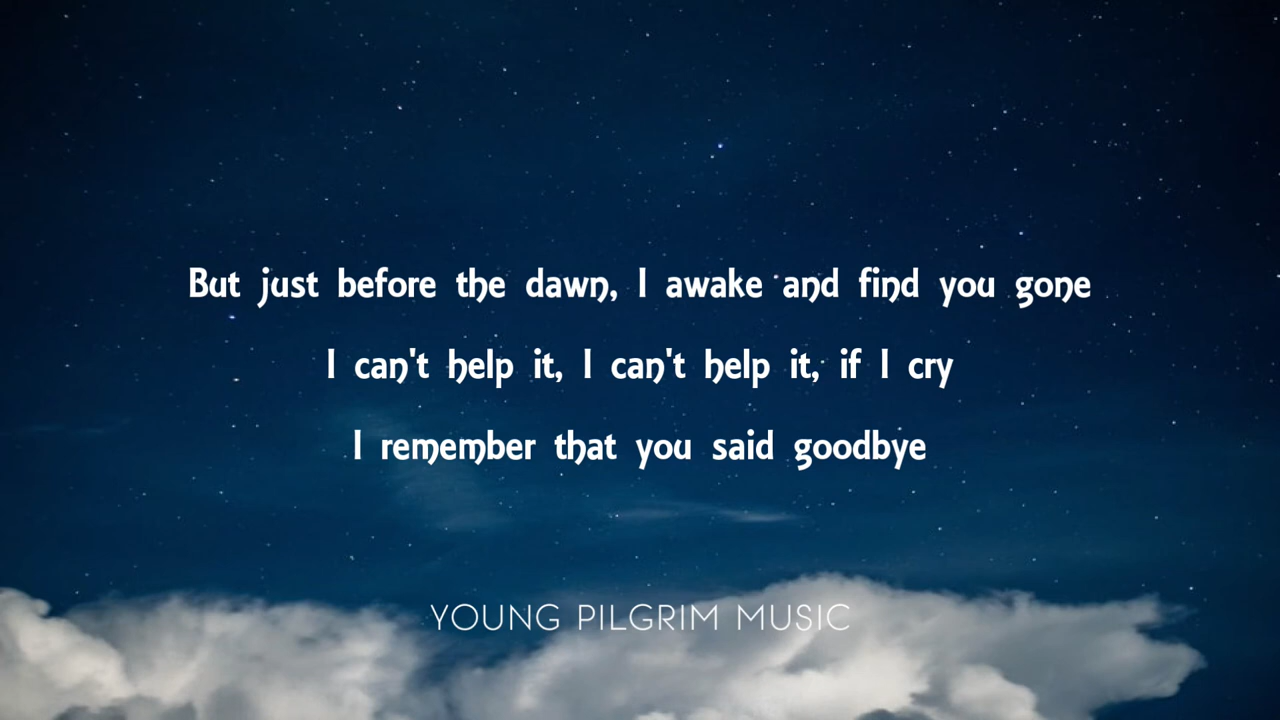 But just before the dawn, I awake and find you gone
I can't help it, I can't help it, if I cry
I remember that you said goodbye
YOUNG PILGRIM MUSIC